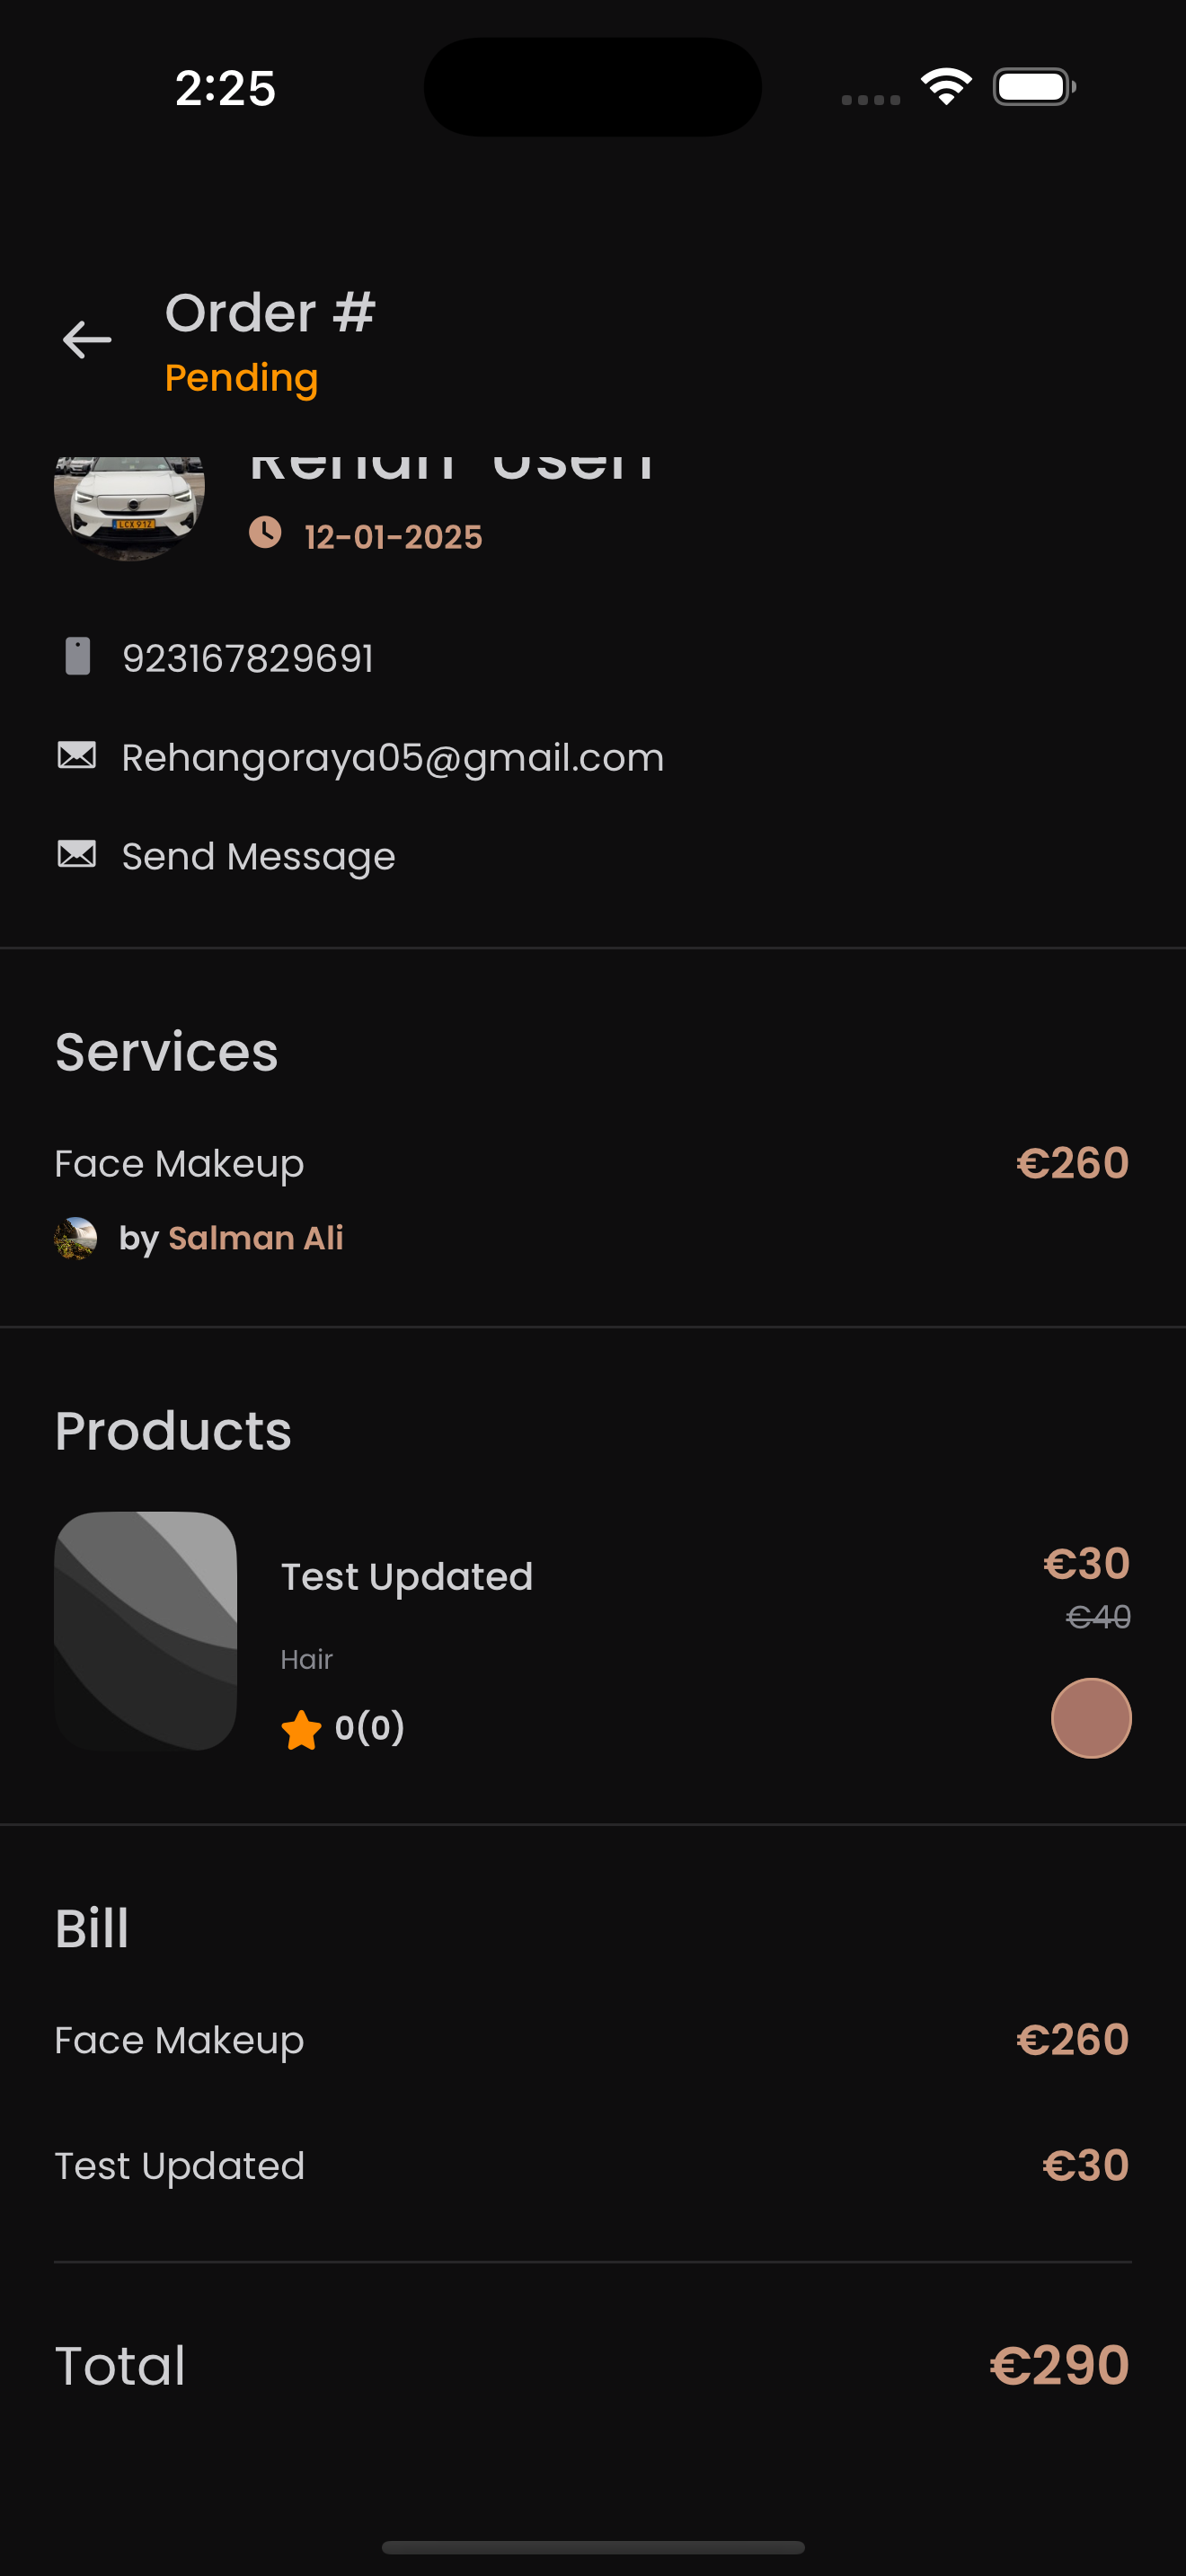 2:25
Order #
Pending
12-01-2025
923167829691
Rehangoraya05@gmail.com
Send Message
Services
Face Makeup €260
by Salman Ali
Products
Test Updated €30
€40
Hair
0(0)
Bill
Face Makeup €260
Test Updated €30
Total €290